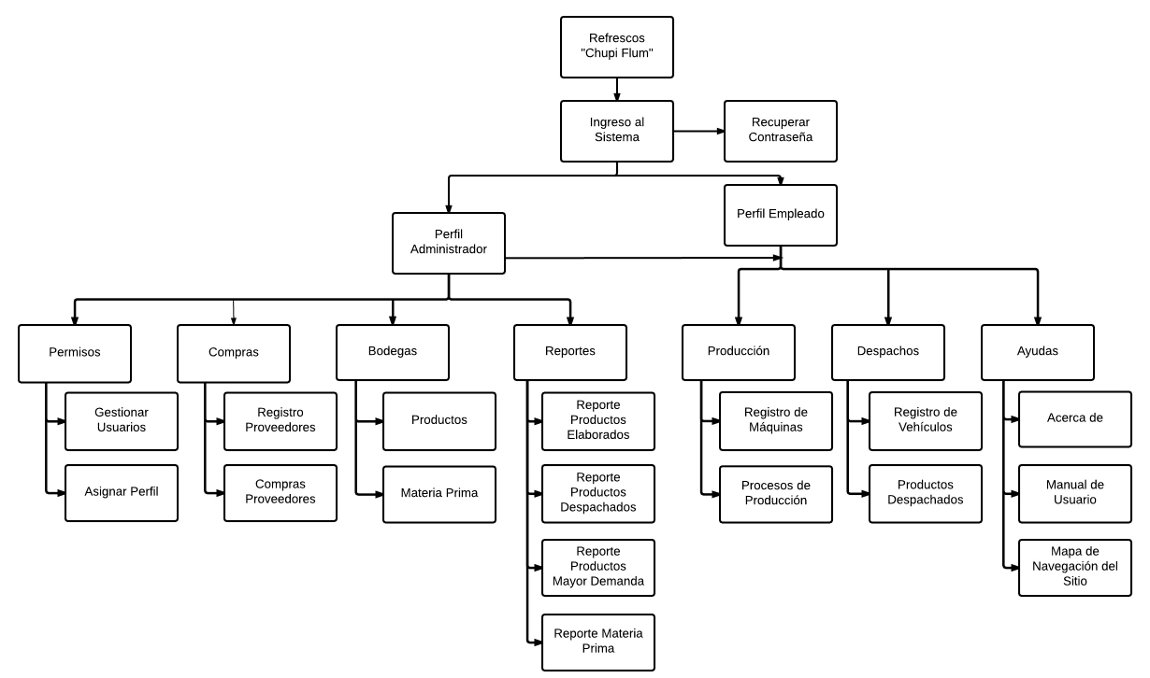 Refrescos
"Chupi Flum"
Ingreso al
Sistema
Recuperar
Contraseña
Perfil Empleado
Perfil
Administrador
Permisos
Compras
Bodegas
Reportes
Producción
Despachos
Ayudas
Gestionar
Usuarios
Asignar Perfil
Registro
Proveedores
Compras
Proveedores
Productos
Materia Prima
Reporte
Productos
Elaborados
Reporte
Productos
Despachados
Reporte
Productos
Mayor Demanda
Reporte Materia
Prima
Registro de
Máquinas
Procesos de
Producción
Registro de
Vehículos
Productos
Despachados
Acerca de
Manual de
Usuario
Mapa de
Navegación del
Sitio